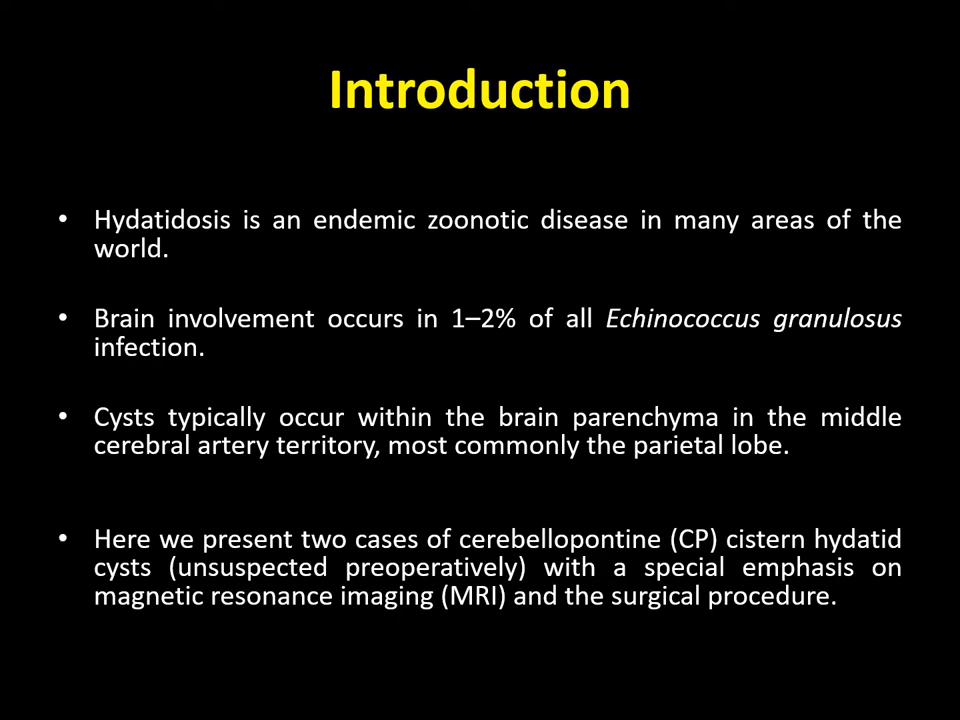 Introduction
• Hydatidosis is an endemic zoonotic disease in many areas of the
world.
• Brain involvement occurs in 1–2% of all Echinococcus granulosus
infection.
• Cysts typically occur within the brain parenchyma in the middle
cerebral artery territory, most commonly the parietal lobe.
• Here we present two cases of cerebellopontine (CP) cistern hydatid
cysts (unsuspected preoperatively) with a special emphasis on
magnetic resonance imaging (MRI) and the surgical procedure.